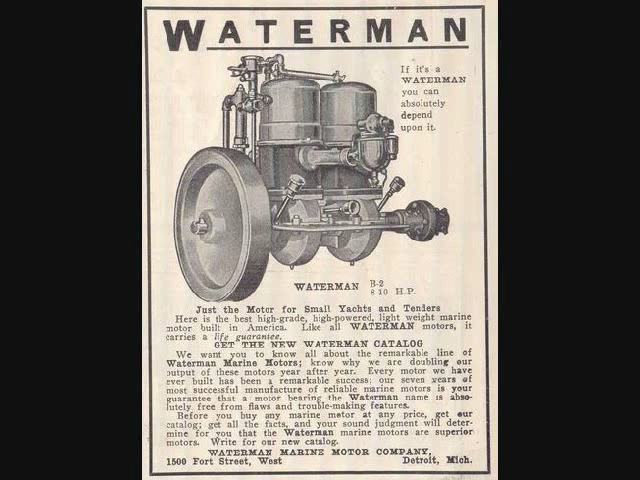 WATERMAN
If it's a
WATERMAN
you can
absolutely
depend
upon it.
WATERMAN B-2
8 10 H.P.
Just the Motor for Small Yachts and Tenders
Here is the best high-grade, high-powered, light weight marine
motor built in America. Like all WATERMAN motors, it
carries a life guarantee.
GET THE NEW WATERMAN CATALOG
We want you to know all about the remarkable line of
Waterman Marine Motors; know why we are doubling our
output of these motors year after year. Every motor we have
ever built has been a remarkable success; our seven years of
most successful manufacture of reliable marine motors is your
guarantee that a motor bearing the Waterman name is abso-
lutely free from flaws and trouble-making features.
Before you buy any marine motor at any price, get our
catalog; get all the facts, and your sound judgment will deter-
mine for you that the Waterman marine motors are superior
motors. Write for our new catalog.
WATERMAN MARINE MOTOR COMPANY,
1500 Fort Street, West Detroit, Mich.